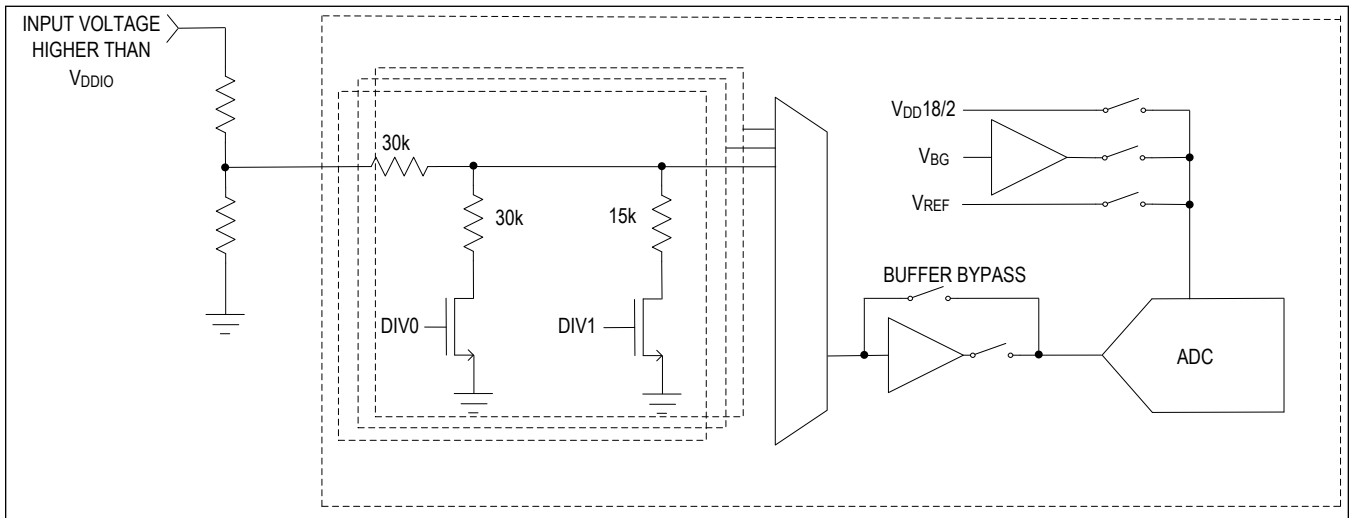 INPUT VOLTAGE
HIGHER THAN
VDDIO
30k
30k
15k
DIV0
DIV1
VDD18/2
VBG
VREF
BUFFER BYPASS
ADC